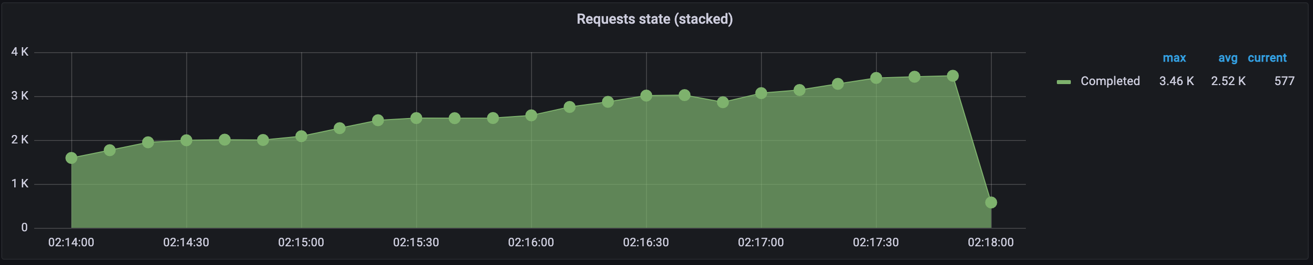 Requests state (stacked)
4 K
3 K
2 K
1 K
0
02:14:00 02:14:30 02:15:00 02:15:30 02:16:00 02:16:30 02:17:00 02:17:30 02:18:00
max avg current
Completed 3.46 K 2.52 K 577